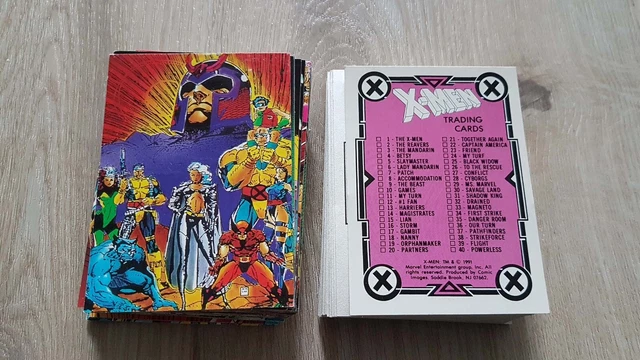 X-MEN
TRADING
CARDS
1 - THE X-MEN
2 - THE REAVERS
3 - THE MANDARIN
4 - BETSY
5 - SLAYMASTER
6 - LADY MANDARIN
7 - PATCH
8 - ACCOMMODATION
9 - THE BEAST
10 - GAMES
11 - MY TURN
12 - #1 FAN
13 - HARRIERS
14 - MAGISTRATES
15 - LIAN
16 - STORM
17 - GAMBIT
18 - NANNY
19 - ORPHANMAKER
20 - PARTNERS
21 - TOGETHER AGAIN
22 - CAPTAIN AMERICA
23 - FRIEND
24 - MY TURF
25 - BLACK WIDOW
26 - TO THE RESCUE
27 - CONFLICT
28 - CYBORGS
29 - MS. MARVEL
30 - SAVAGE LAND
31 - SHADOW KING
32 - DRAINED
33 - MAGNETO
34 - FIRST STRIKE
35 - DANGER ROOM
36 - OUR TURN
37 - PATHFINDERS
38 - STRIKEFORCE
39 - FLIGHT
40 - POWERLESS
X-MEN: TM & © 1991
Marvel Entertainment group, Inc. All
rights reserved. Produced by Comic
Images, Saddle Brook, NJ 07662.